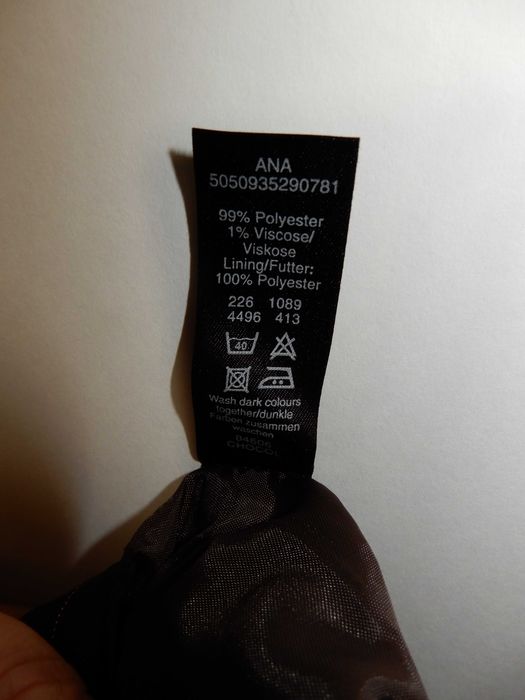 ANA
5050935290781
99% Polyester
1% Viscose/
Viskose
Lining/Futter:
100% Polyester
226 1089
4496 413
40
Wash dark colours
together/dunkle
Farben zusammen
waschen
84606
CHOCOL